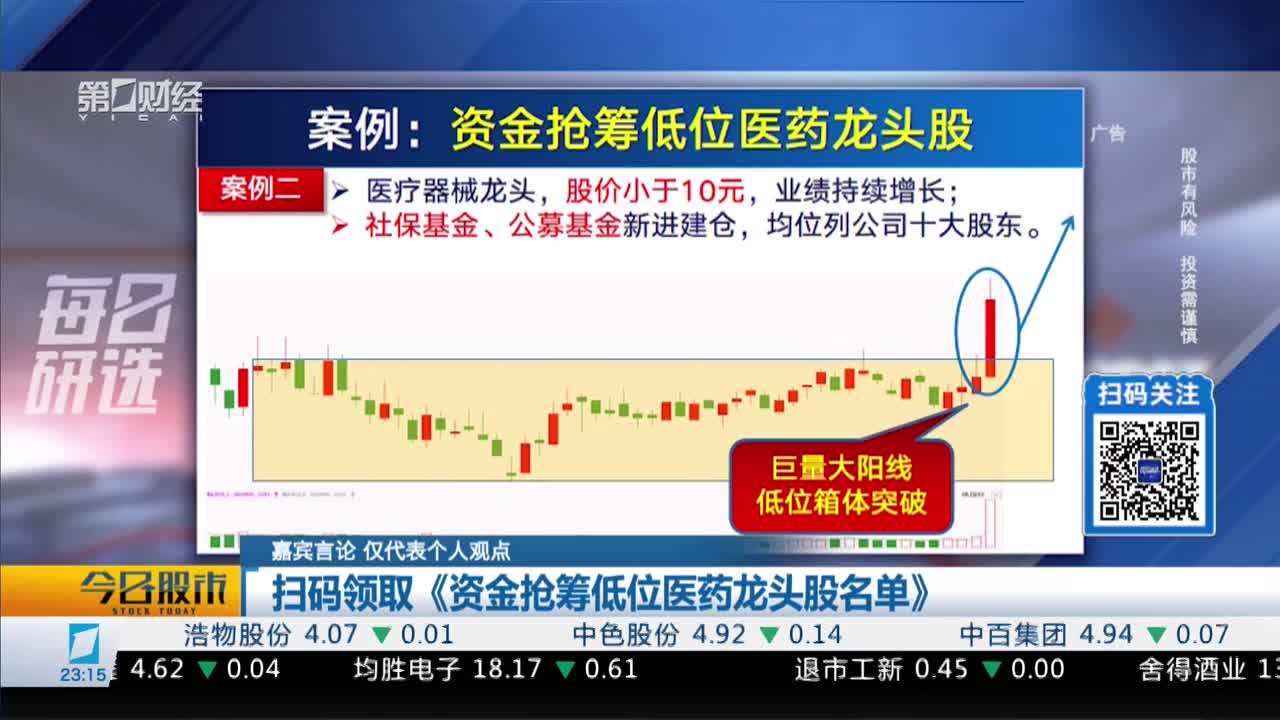 第一财经
YICAI
案例：资金抢筹低位医药龙头股
广告
案例二
医疗器械龙头，股价小于10元，业绩持续增长；
社保基金、公募基金新进建仓，均位列公司十大股东。
股市有风险 投资需谨慎
每日
研选
扫码关注
巨量大阳线
低位箱体突破
嘉宾言论 仅代表个人观点
今日股市
STOCK TODAY
扫码领取《资金抢筹低位医药龙头股名单》
浩物股份 4.07 ▼ 0.01 中色股份 4.92 ▼ 0.14 中百集团 4.94 ▼ 0.07
23:15
4.62 ▼ 0.04 均胜电子 18.17 ▼ 0.61 退市工新 0.45 ▼ 0.00 舍得酒业 13